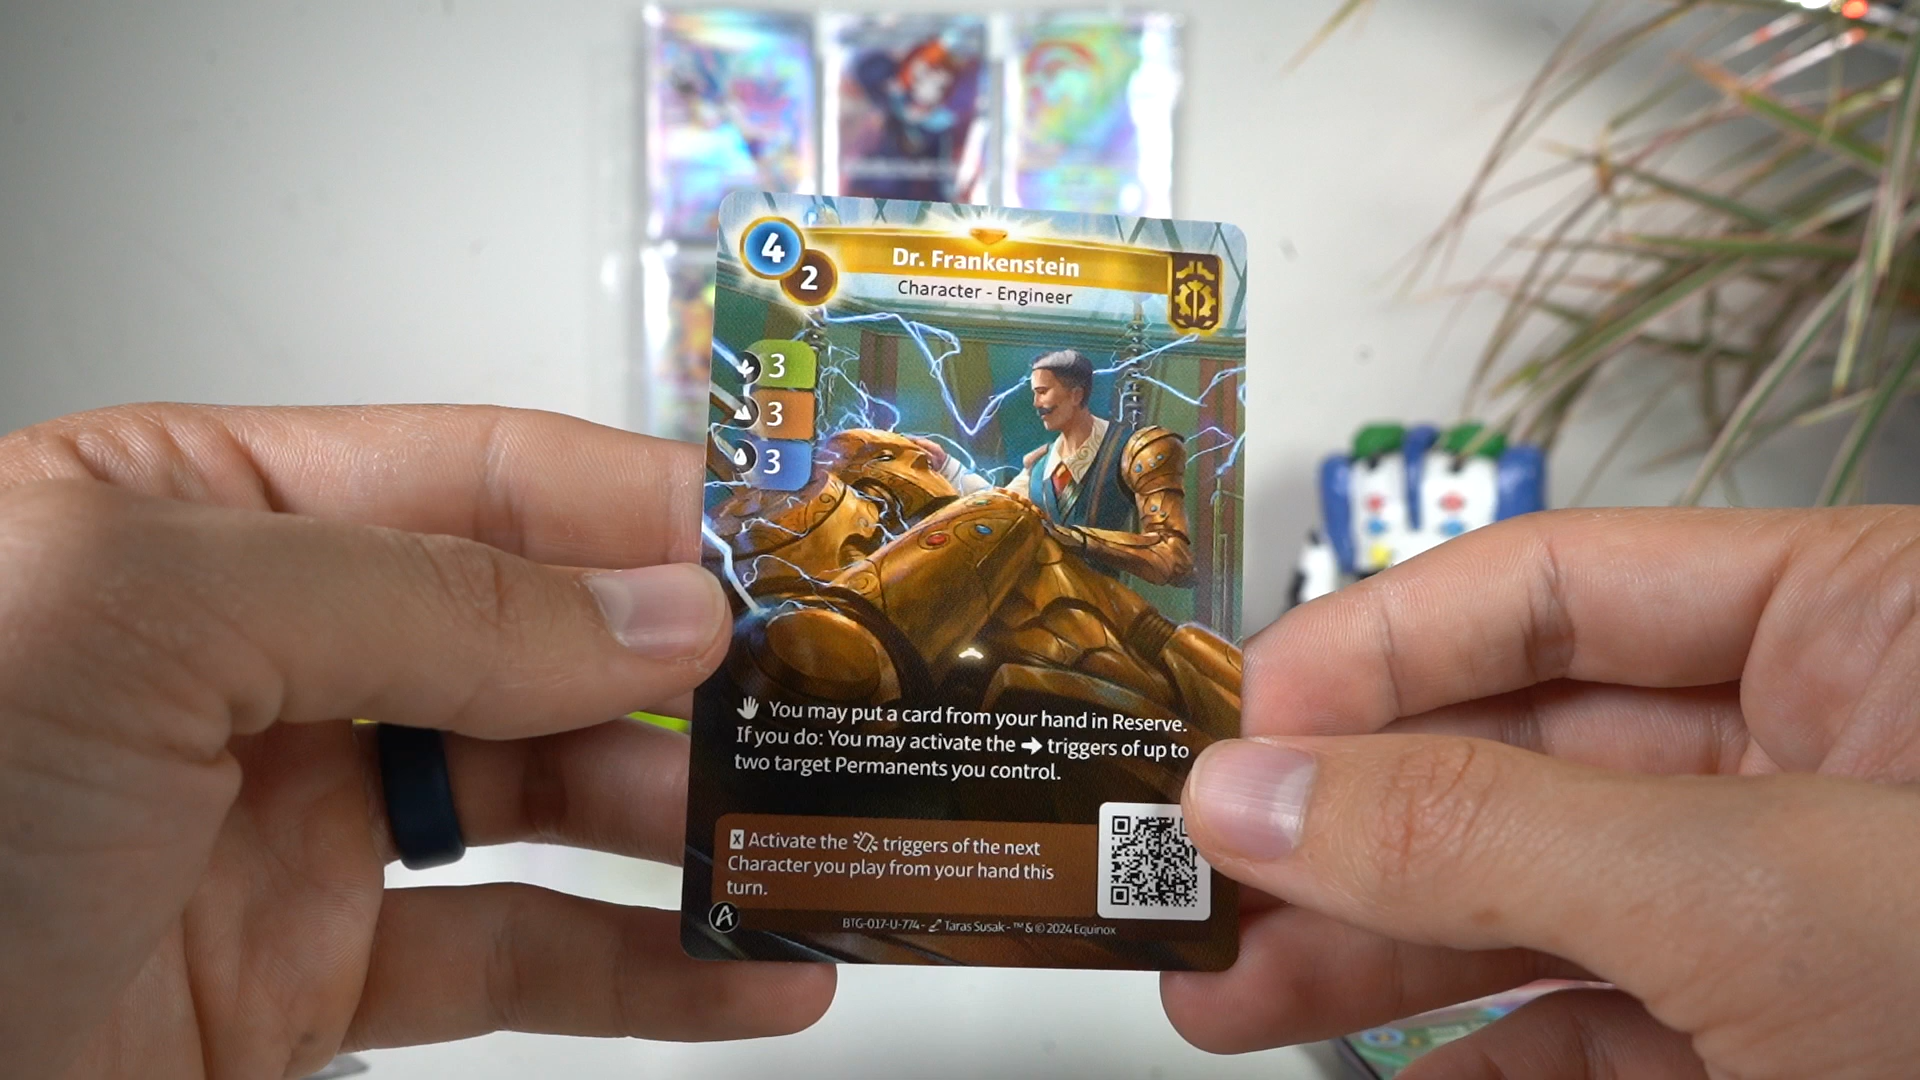 4
2
Dr. Frankenstein
Character - Engineer
3
3
3
You may put a card from your hand in Reserve.
If you do: You may activate the ➔ triggers of up to
two target Permanents you control.
X Activate the triggers of the next
Character you play from your hand this
turn.
A
BTG-017-U-774 - Taras Susak - ™ & © 2024 Equinox